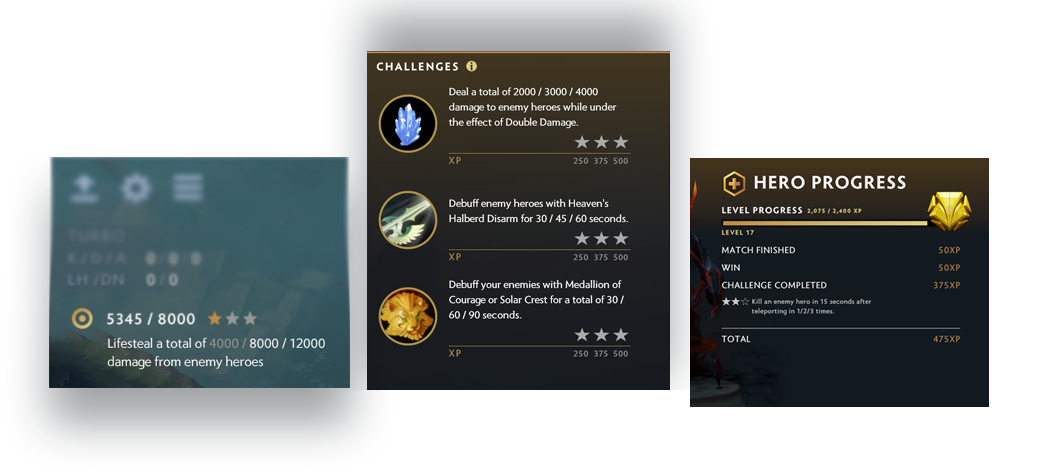 TURBO
K / D / A 0 / 0 / 0
LH / DN 0 / 0
5345 / 8000
Lifesteal a total of 4000 / 8000 / 12000
damage from enemy heroes
CHALLENGES
Deal a total of 2000 / 3000 / 4000
damage to enemy heroes while under
the effect of Double Damage.
XP 250 375 500
Debuff enemy heroes with Heaven's
Halberd Disarm for 30 / 45 / 60 seconds.
XP 250 375 500
Debuff your enemies with Medallion of
Courage or Solar Crest for a total of 30 /
60 / 90 seconds.
XP 250 375 500
HERO PROGRESS
LEVEL PROGRESS 2,075 / 2,400 XP
LEVEL 17
MATCH FINISHED 50XP
WIN 50XP
CHALLENGE COMPLETED 375XP
Kill an enemy hero in 15 seconds after
teleporting in 1/2/3 times.
TOTAL 475XP